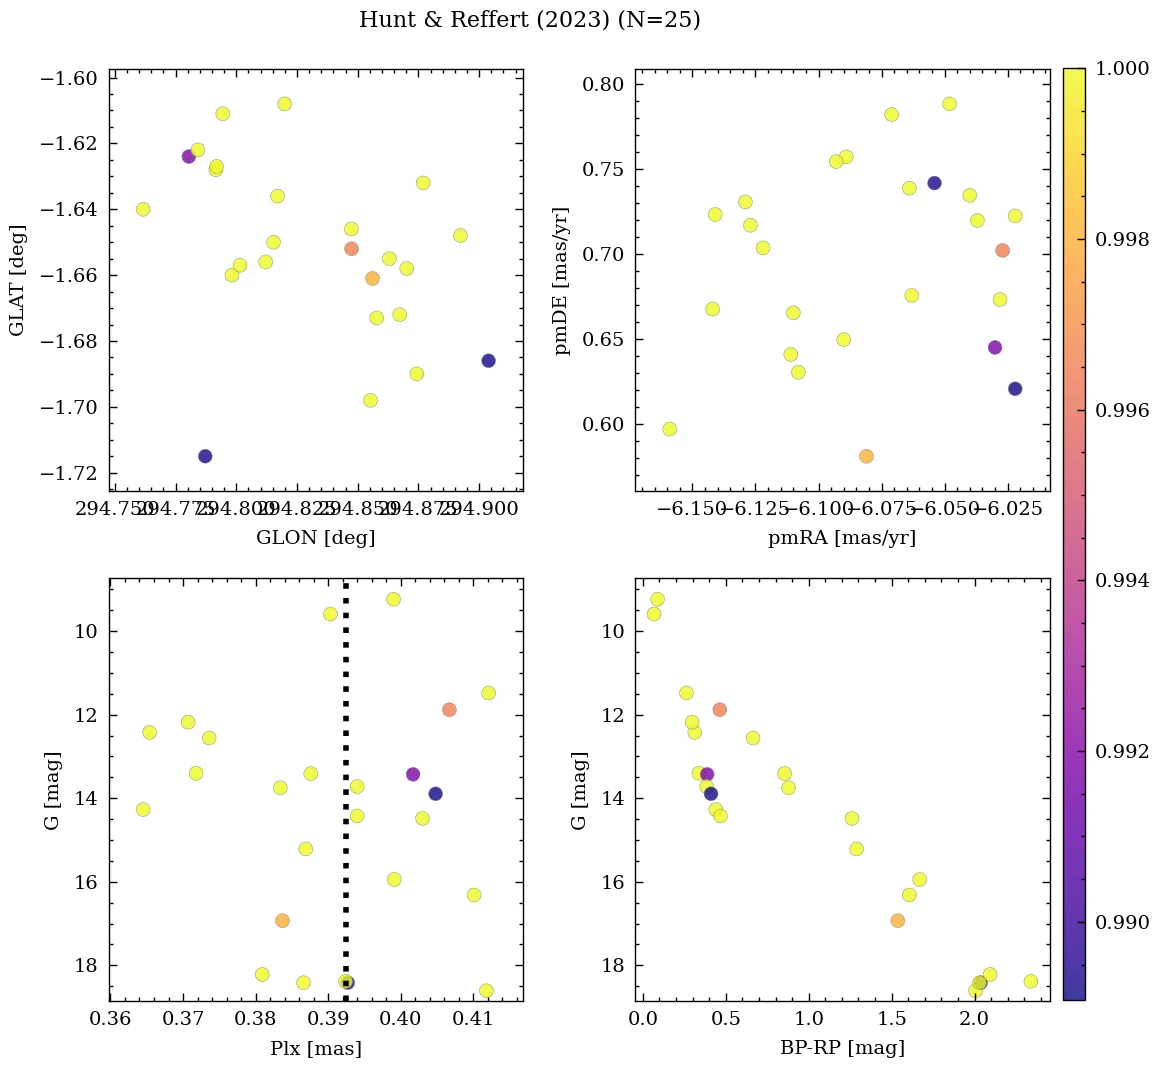 Hunt & Reffert (2023) (N=25)
−1.60
−1.62
−1.64
−1.66
−1.68
−1.70
−1.72
GLAT [deg]
294.750 294.775 294.800 294.825 294.850 294.875 294.900
GLON [deg]
0.80
0.75
0.70
0.65
0.60
pmDE [mas/yr]
−6.150 −6.125 −6.100 −6.075 −6.050 −6.025
pmRA [mas/yr]
10
12
14
16
18
G [mag]
0.36 0.37 0.38 0.39 0.40 0.41
Plx [mas]
10
12
14
16
18
G [mag]
0.0 0.5 1.0 1.5 2.0
BP-RP [mag]
1.000
0.998
0.996
0.994
0.992
0.990